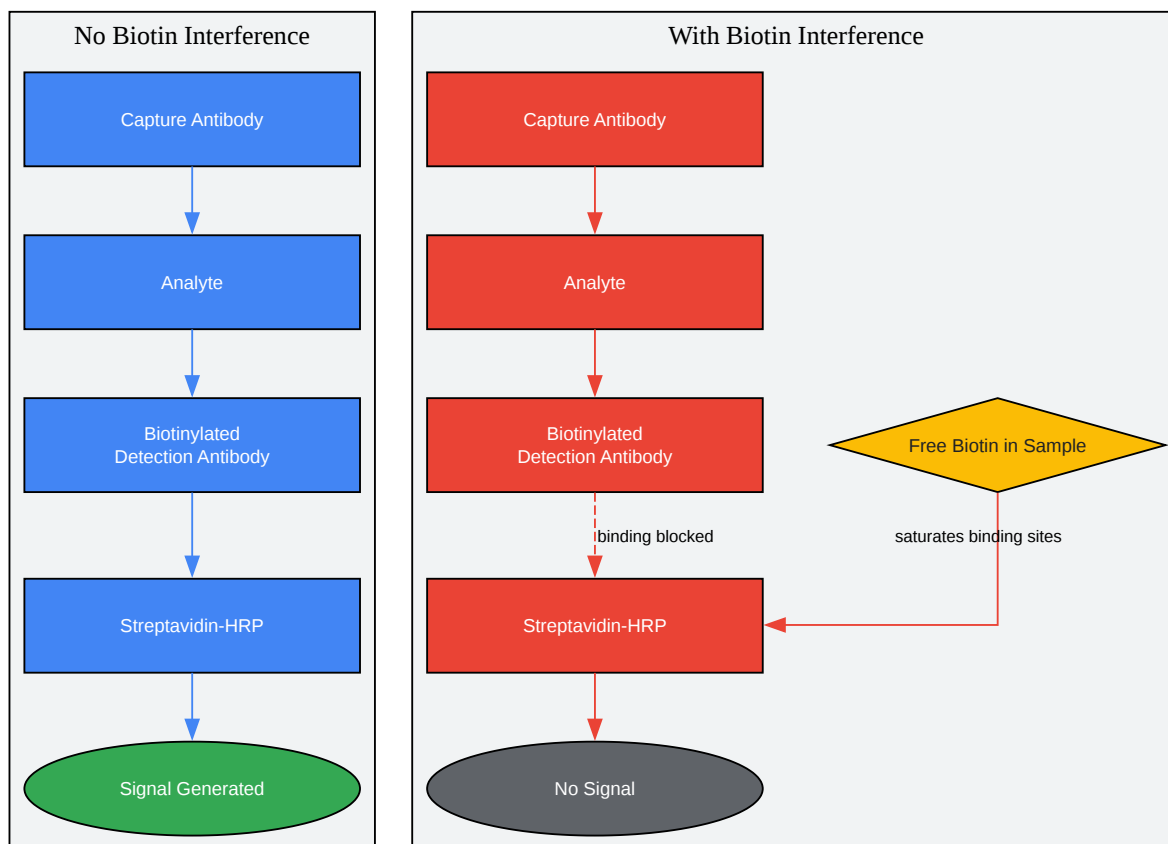 No Biotin Interference
Capture Antibody
Analyte
Biotinylated
Detection Antibody
Streptavidin-HRP
Signal Generated
With Biotin Interference
Capture Antibody
Analyte
Biotinylated
Detection Antibody
Free Biotin in Sample
binding blocked
saturates binding sites
Streptavidin-HRP
No Signal